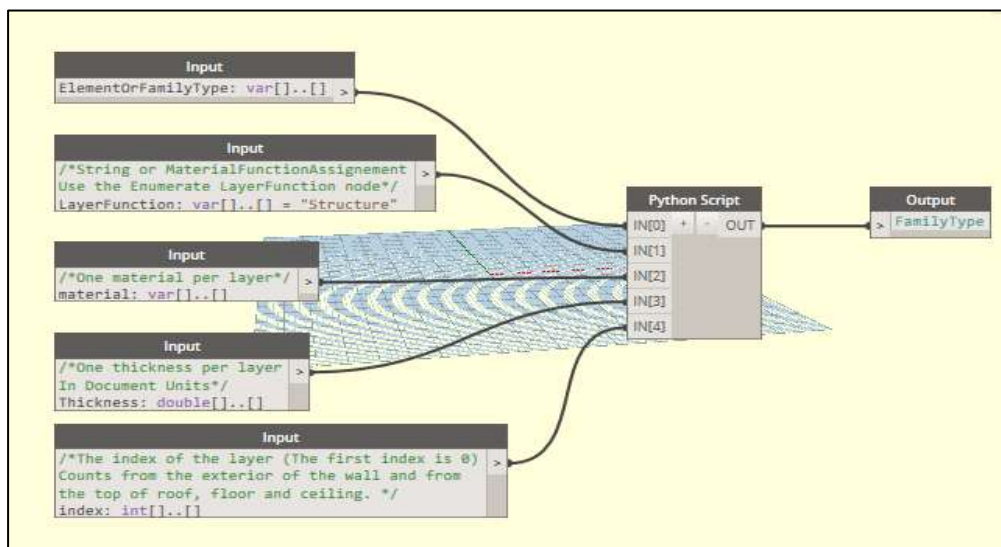 Input
ElementOrFamilyType: var[]..[] >
Input
/*String or MaterialFunctionAssignement >
Use the Enumerate LayerFunction node*/
LayerFunction: var[]..[] = "Structure"
Input
/*One material per layer*/ >
material: var[]..[]
Input
/*One thickness per layer >
In Document Units*/
Thickness: double[]..[]
Input
/*The index of the layer (The first index is 0) >
Counts from the exterior of the wall and from
the top of roof, floor and ceiling. */
index: int[]..[]
Python Script
IN[0] + - OUT
IN[1]
IN[2]
IN[3]
IN[4]
Output
> FamilyType